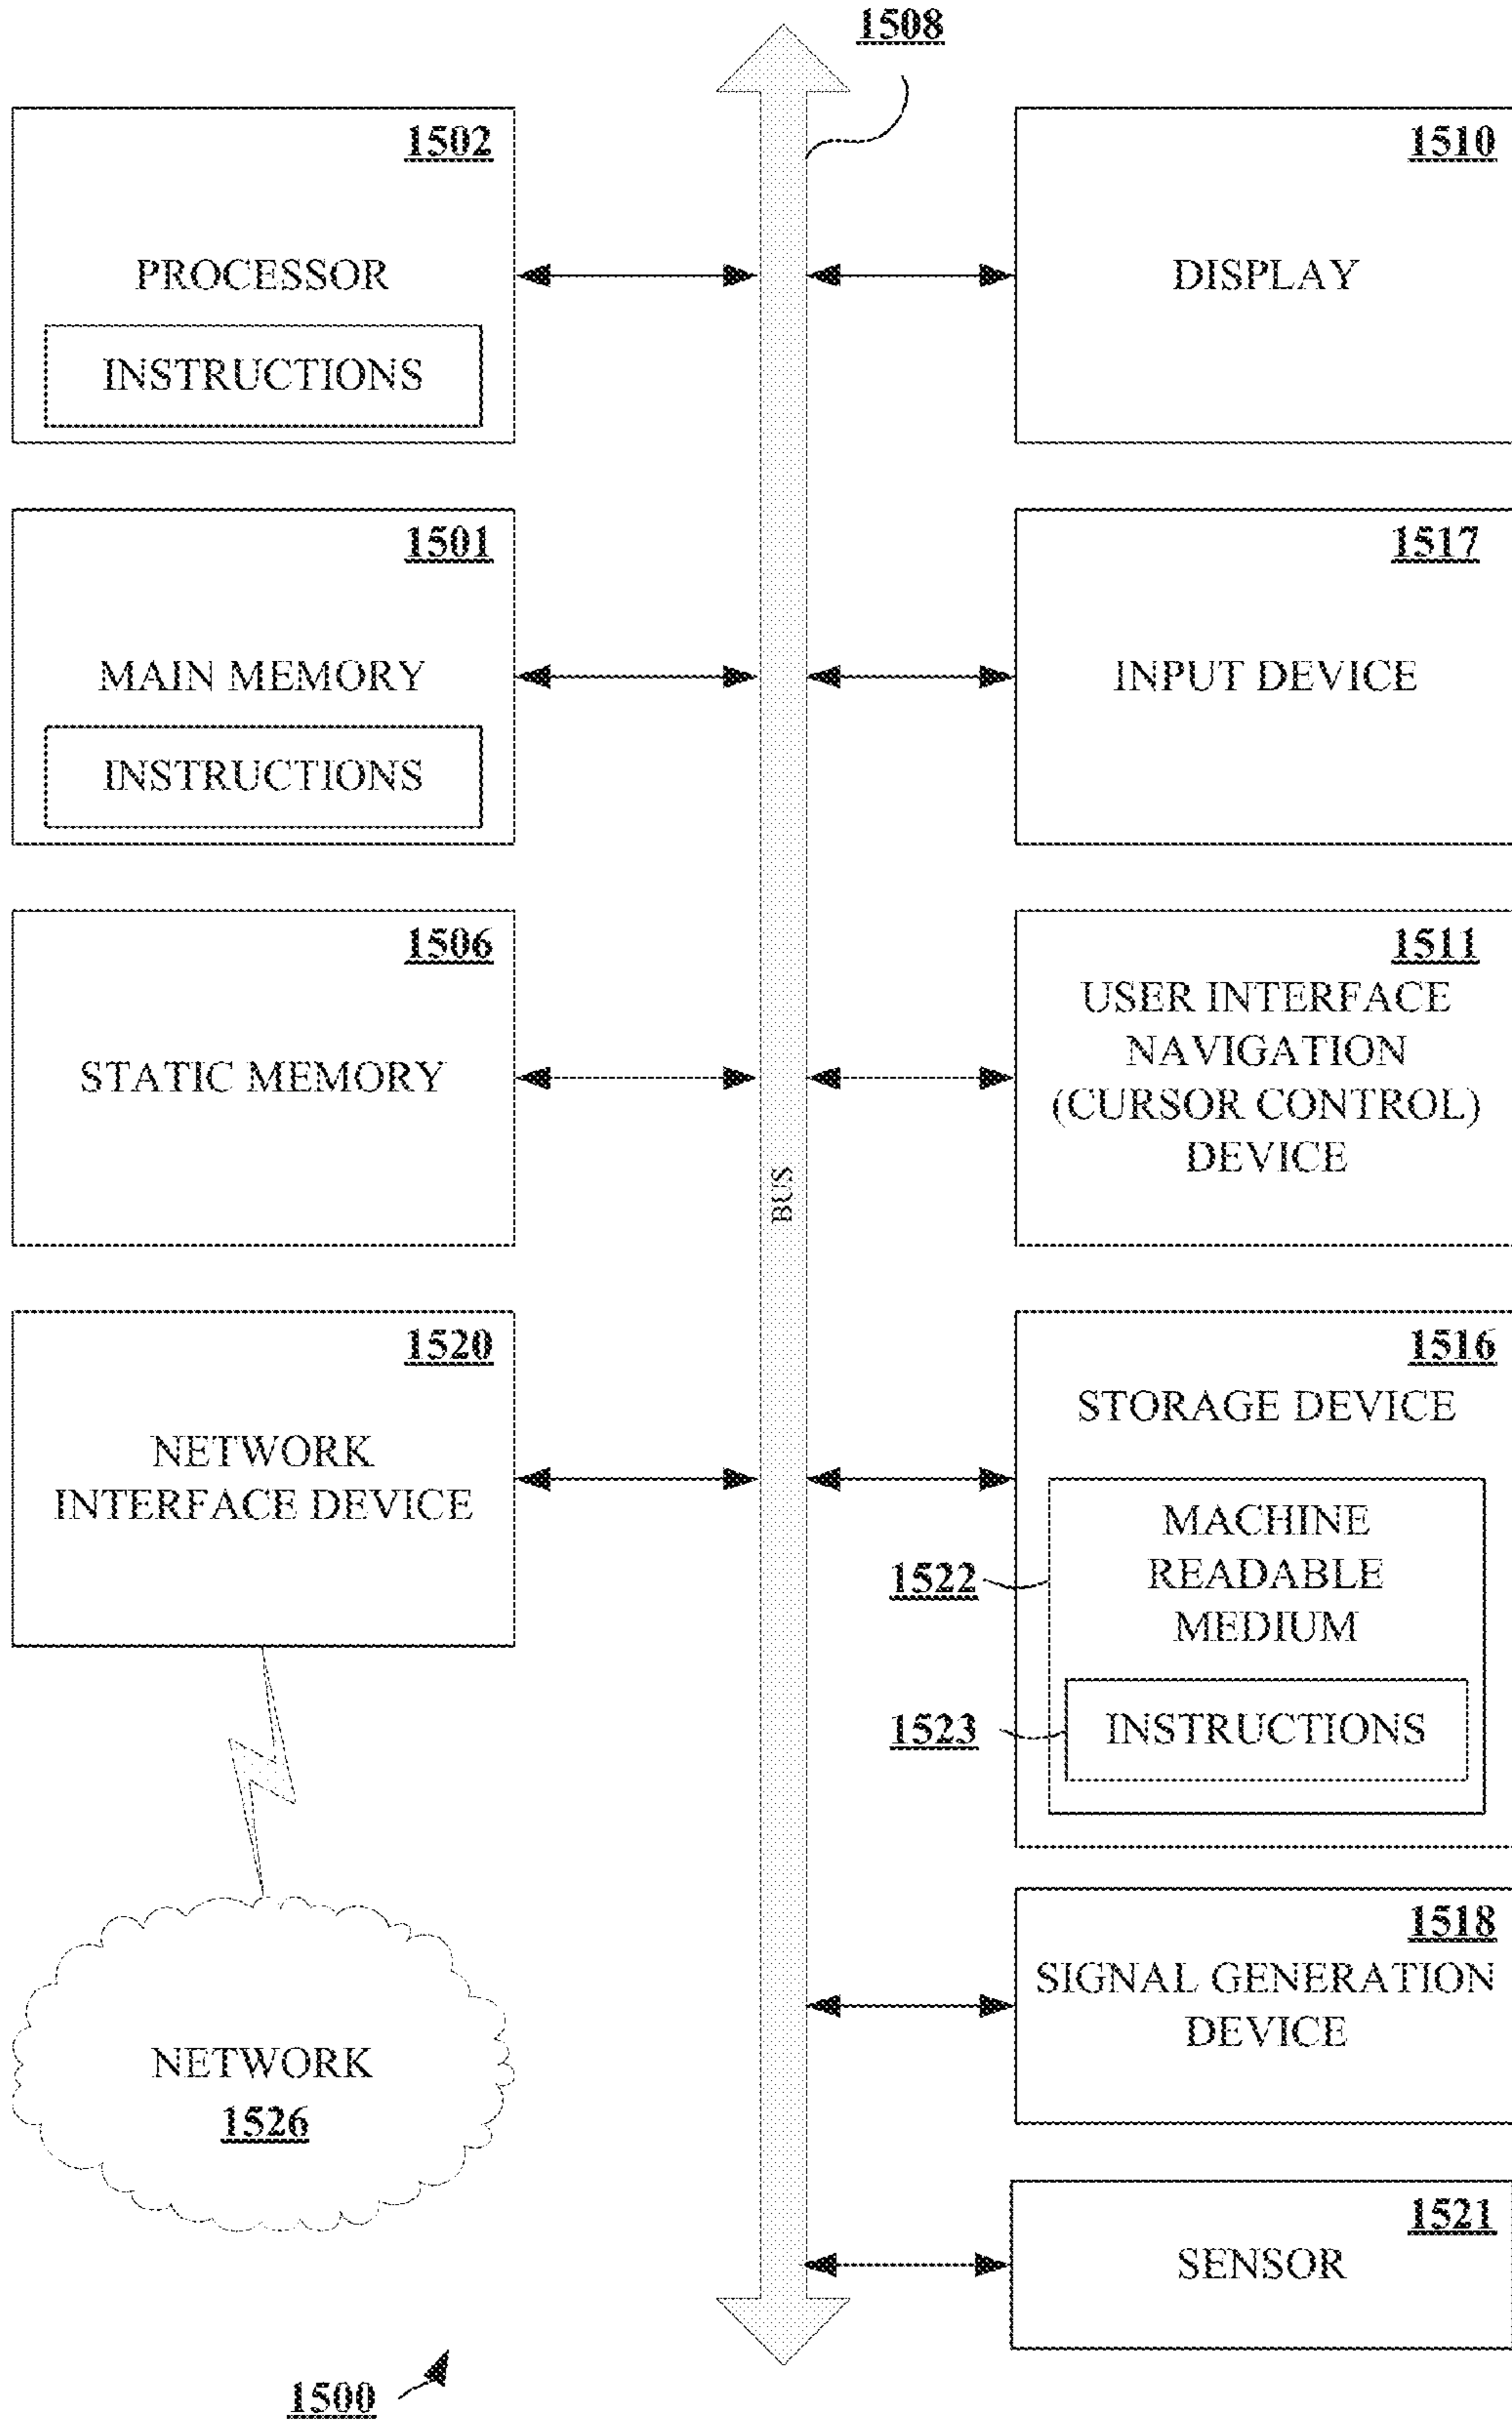 1508
1502
PROCESSOR
INSTRUCTIONS
1510
DISPLAY
1501
MAIN MEMORY
INSTRUCTIONS
1517
INPUT DEVICE
1506
STATIC MEMORY
1511
USER INTERFACE
NAVIGATION
(CURSOR CONTROL)
DEVICE
BUS
1520
NETWORK
INTERFACE DEVICE
1516
STORAGE DEVICE
1522
MACHINE
READABLE
MEDIUM
1523
INSTRUCTIONS
1518
SIGNAL GENERATION
DEVICE
NETWORK
1526
1521
SENSOR
1500